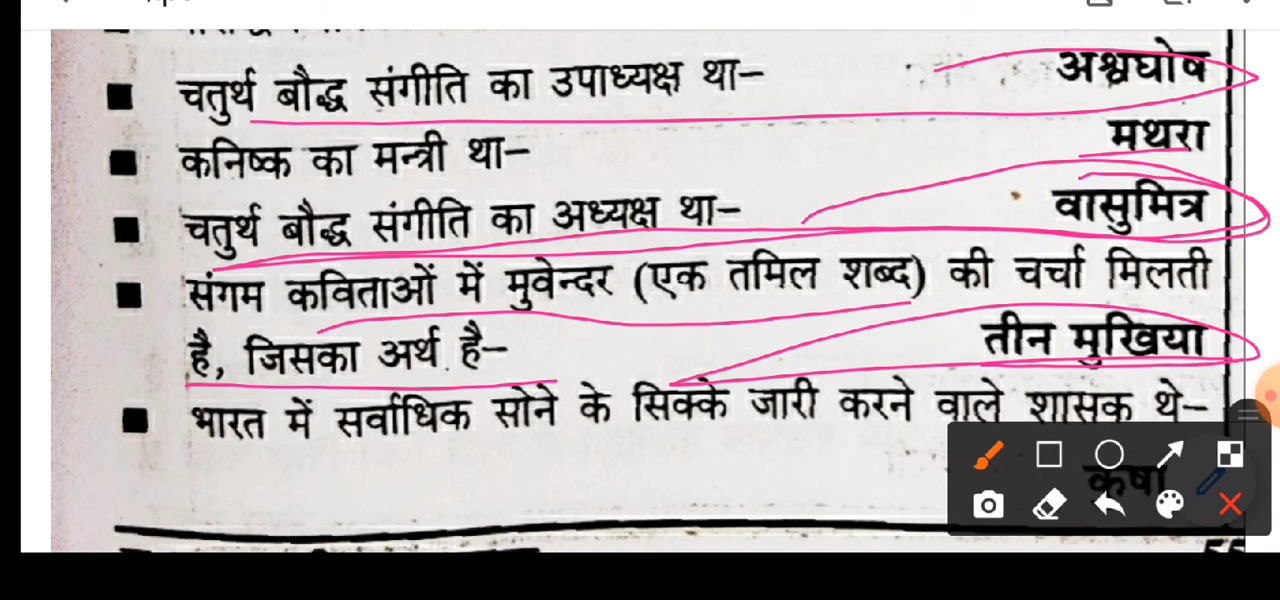 ■ चतुर्थ बौद्ध संगीति का उपाध्यक्ष था– अश्वघोष
■ कनिष्क का मन्त्री था– मथरा
■ चतुर्थ बौद्ध संगीति का अध्यक्ष था– वासुमित्र
■ संगम कविताओं में मुवेन्दर (एक तमिल शब्द) की चर्चा मिलती
है, जिसका अर्थ है– तीन मुखिया
■ भारत में सर्वाधिक सोने के सिक्के जारी करने वाले शासक थे–